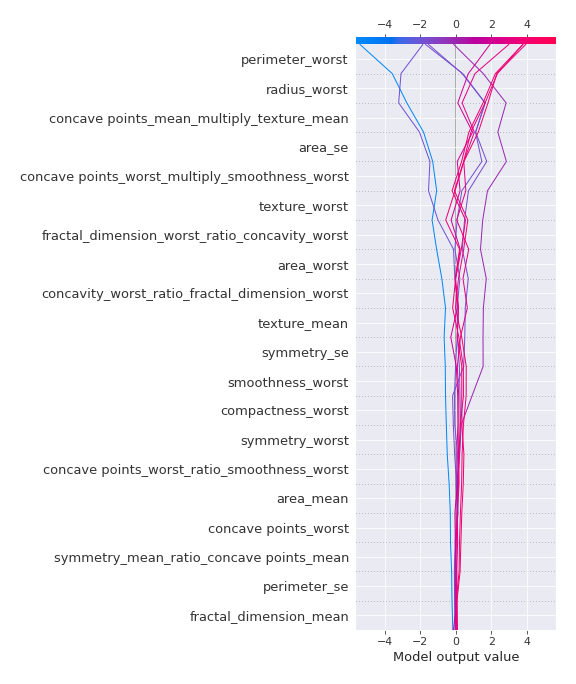 −4 −2 0 2 4
perimeter_worst
radius_worst
concave points_mean_multiply_texture_mean
area_se
concave points_worst_multiply_smoothness_worst
texture_worst
fractal_dimension_worst_ratio_concavity_worst
area_worst
concavity_worst_ratio_fractal_dimension_worst
texture_mean
symmetry_se
smoothness_worst
compactness_worst
symmetry_worst
concave points_worst_ratio_smoothness_worst
area_mean
concave points_worst
symmetry_mean_ratio_concave points_mean
perimeter_se
fractal_dimension_mean
−4 −2 0 2 4
Model output value